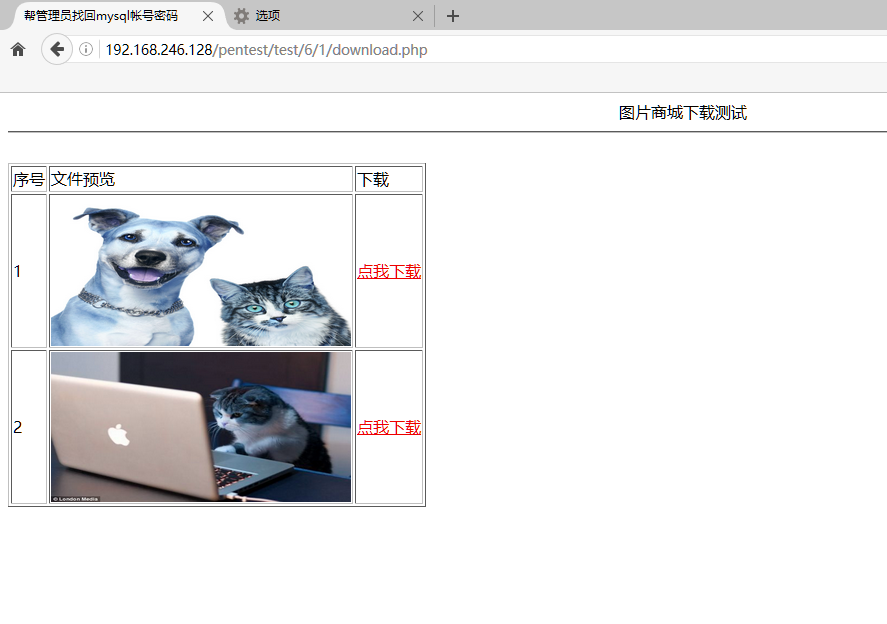 帮管理员找回mysql帐号密码
选项
192.168.246.128/pentest/test/6/1/download.php
图片商城下载测试
序号 文件预览 下载
1 点我下载
2 点我下载
© London Media